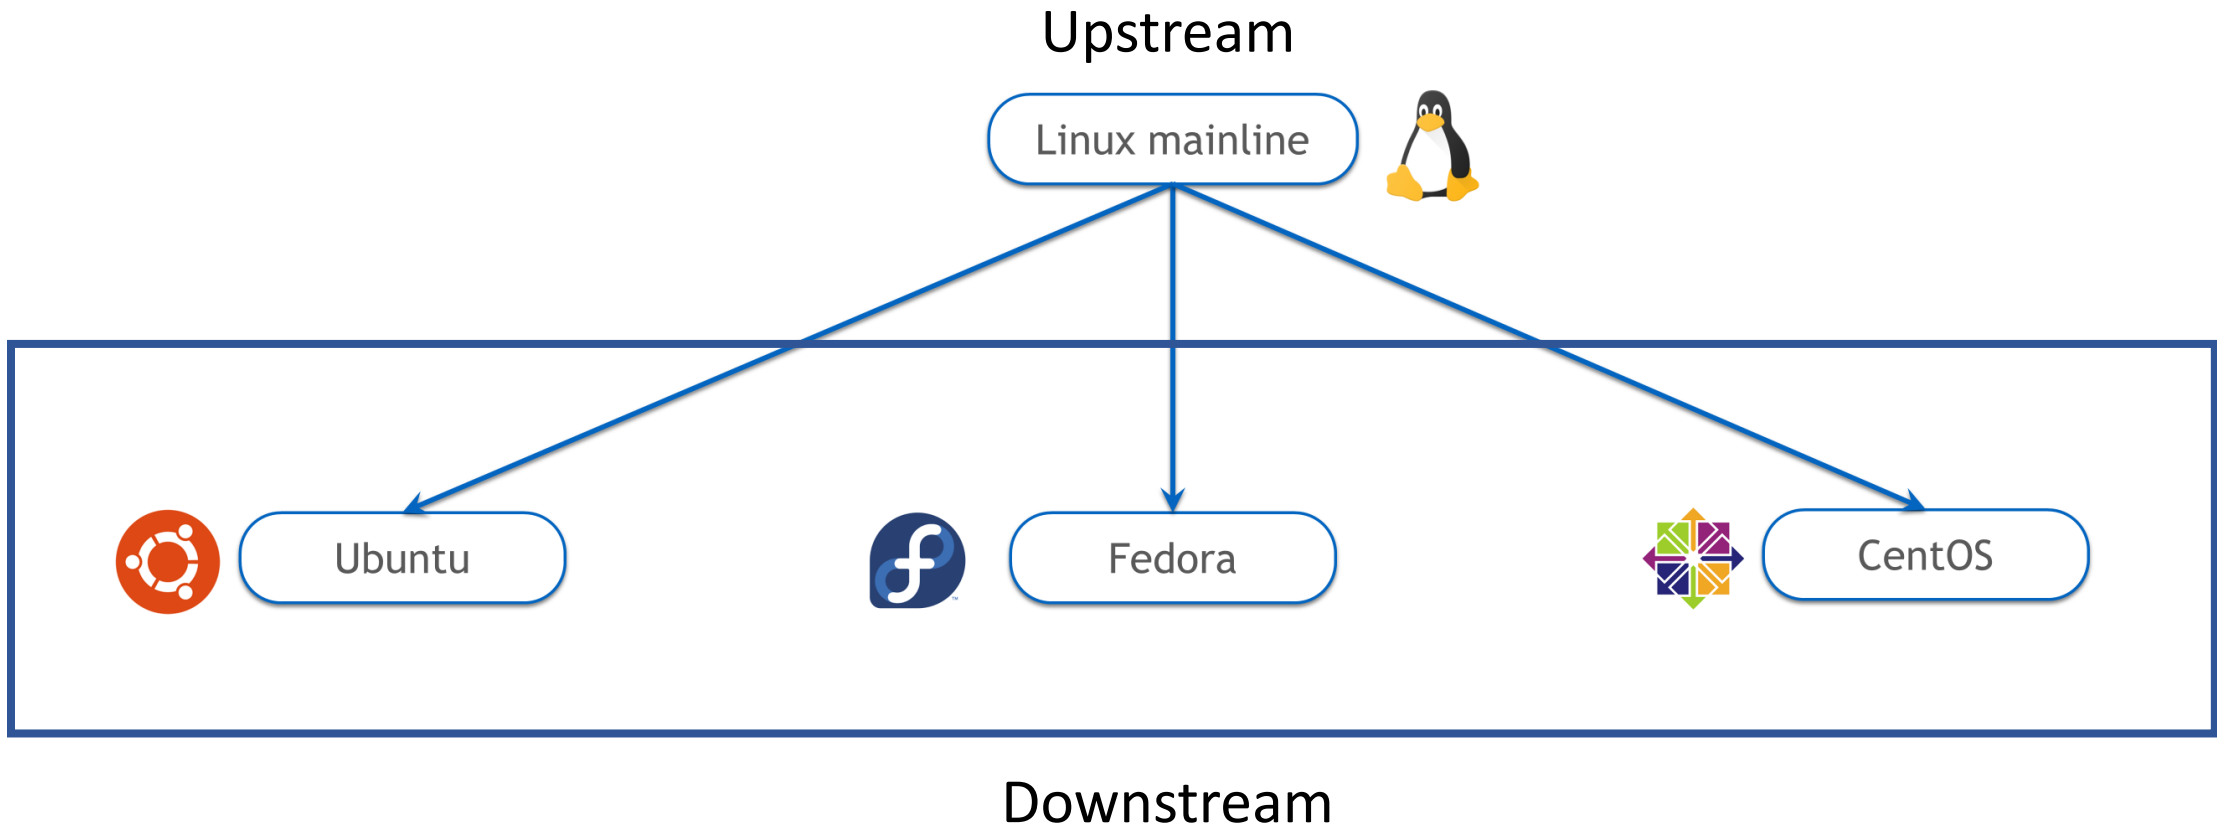 Upstream
Linux mainline
Ubuntu
Fedora
CentOS
Downstream